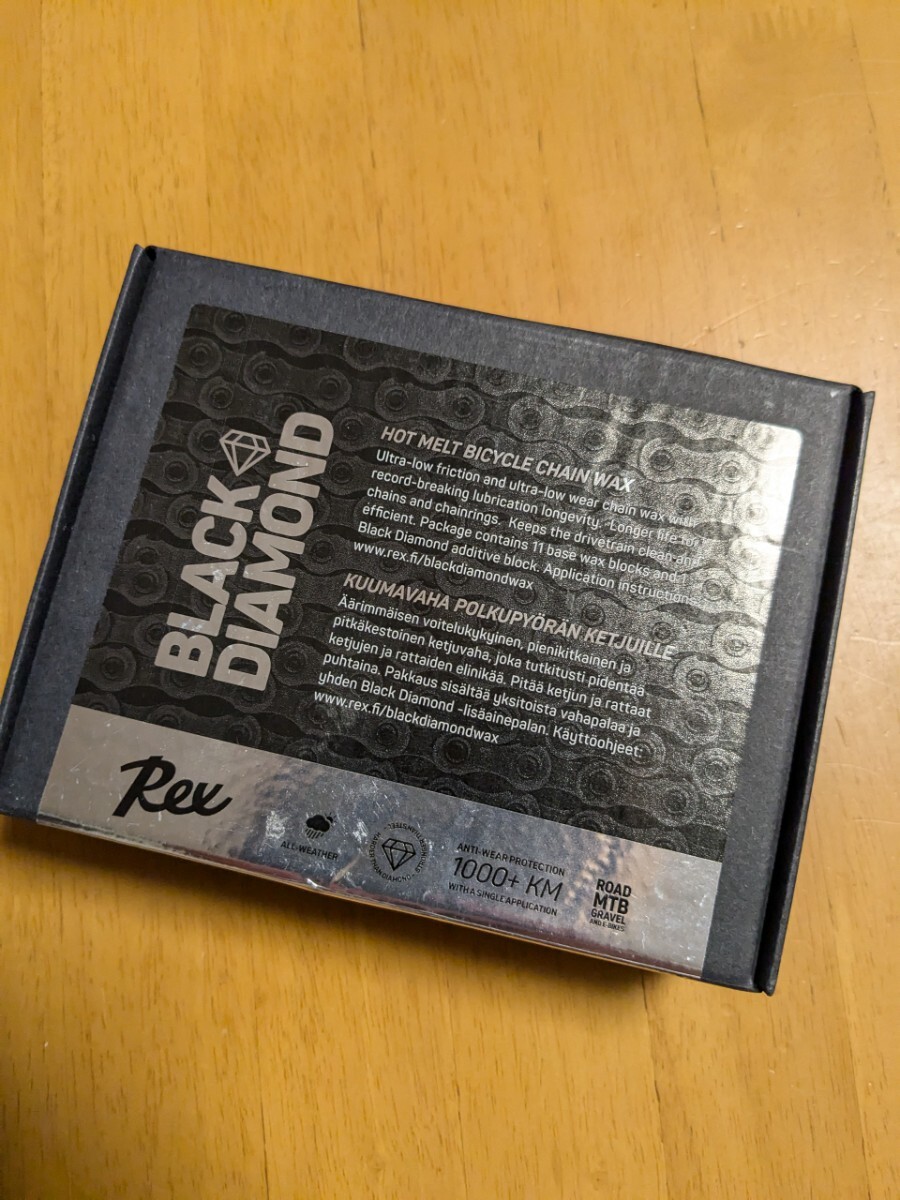 BLACK
DIAMOND
HOT MELT BICYCLE CHAIN WAX
Ultra-low friction and ultra-low wear chain wax with
record-breaking lubrication longevity. Longer life for
chains and chainrings. Keeps the drivetrain clean and
efficient. Package contains 11 base wax blocks and 1
Black Diamond additive block. Application instructions:
www.rex.fi/blackdiamondwax
KUUMAVAHA POLKUPYÖRÄN KETJUILLE
Äärimmäisen voitelukykyinen, pienikitkainen ja
pitkäkestoinen ketjuvaha, joka tutkitusti pidentää
ketjujen ja rattaiden elinikää. Pitää ketjun ja rattaat
puhtaina. Pakkaus sisältää yksitoista vahapalaa ja
yhden Black Diamond -lisäainepalan. Käyttöohjeet:
www.rex.fi/blackdiamondwax
Rex
ALL-WEATHER
ANTI-WEAR PROTECTION
1000+ KM
WITH A SINGLE APPLICATION
ROAD
MTB
GRAVEL
AND E-BIKES